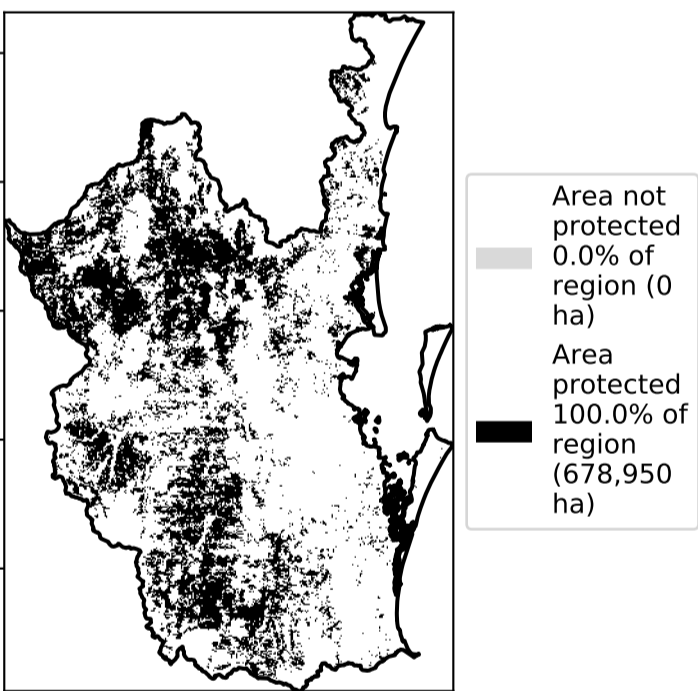 Area not
protected
0.0% of
region (0
ha)
Area
protected
100.0% of
region
(678,950
ha)